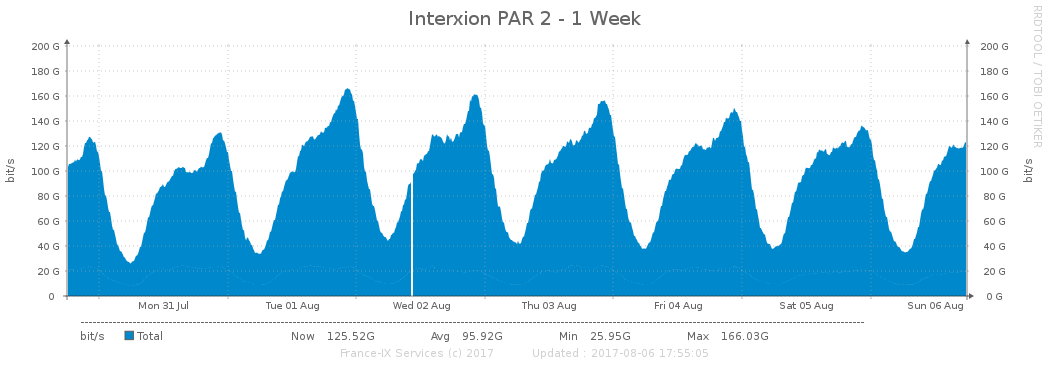 Interxion PAR 2 - 1 Week
RRDTOOL / TOBI OETIKER
bit/s
bit/s
200 G 200 G
180 G 180 G
160 G 160 G
140 G 140 G
120 G 120 G
100 G 100 G
80 G 80 G
60 G 60 G
40 G 40 G
20 G 20 G
0 0 G
Mon 31 Jul Tue 01 Aug Wed 02 Aug Thu 03 Aug Fri 04 Aug Sat 05 Aug Sun 06 Aug
bit/s Total Now 125.52G Avg 95.92G Min 25.95G Max 166.03G
France-IX Services (c) 2017 Updated : 2017-08-06 17:55:05